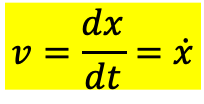 v = dx/dt = ẋ